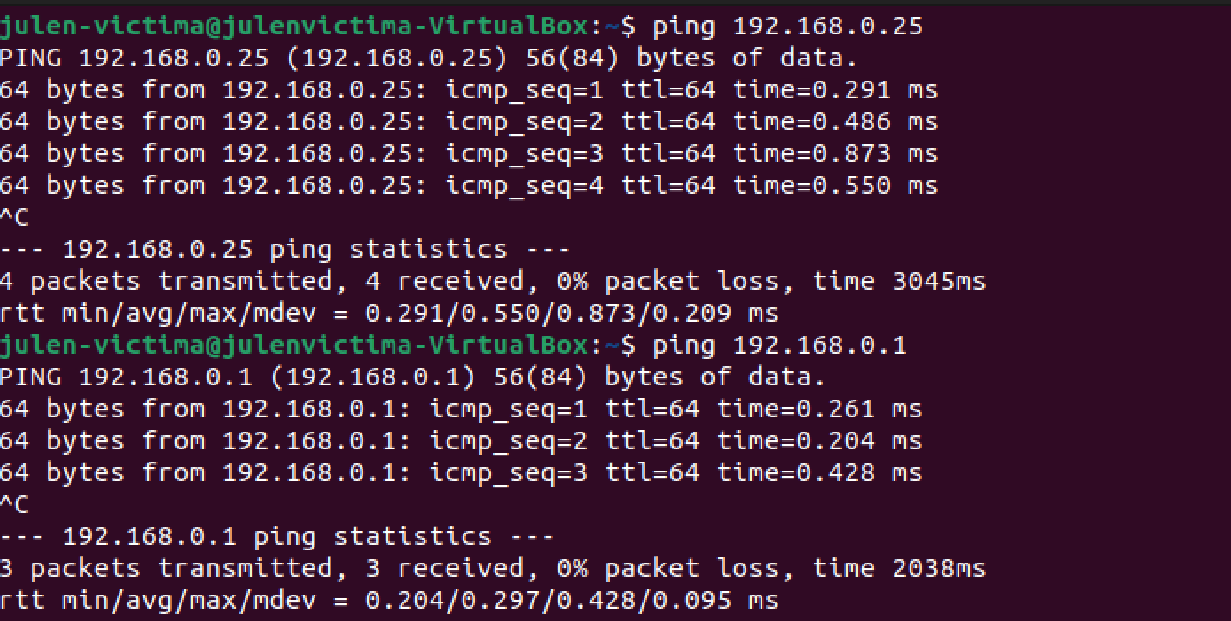 julen-victima@julenvictima-VirtualBox:~$ ping 192.168.0.25
PING 192.168.0.25 (192.168.0.25) 56(84) bytes of data.
64 bytes from 192.168.0.25: icmp_seq=1 ttl=64 time=0.291 ms
64 bytes from 192.168.0.25: icmp_seq=2 ttl=64 time=0.486 ms
64 bytes from 192.168.0.25: icmp_seq=3 ttl=64 time=0.873 ms
64 bytes from 192.168.0.25: icmp_seq=4 ttl=64 time=0.550 ms
^C
--- 192.168.0.25 ping statistics ---
4 packets transmitted, 4 received, 0% packet loss, time 3045ms
rtt min/avg/max/mdev = 0.291/0.550/0.873/0.209 ms
julen-victima@julenvictima-VirtualBox:~$ ping 192.168.0.1
PING 192.168.0.1 (192.168.0.1) 56(84) bytes of data.
64 bytes from 192.168.0.1: icmp_seq=1 ttl=64 time=0.261 ms
64 bytes from 192.168.0.1: icmp_seq=2 ttl=64 time=0.204 ms
64 bytes from 192.168.0.1: icmp_seq=3 ttl=64 time=0.428 ms
^C
--- 192.168.0.1 ping statistics ---
3 packets transmitted, 3 received, 0% packet loss, time 2038ms
rtt min/avg/max/mdev = 0.204/0.297/0.428/0.095 ms